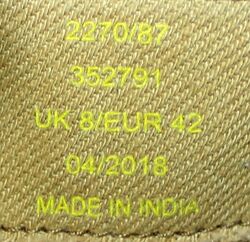 2270/87
352791
UK 8/EUR 42
04/2018
MADE IN INDIA